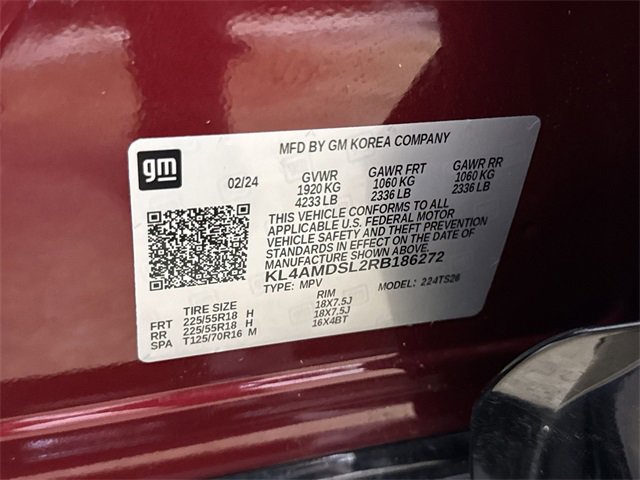 gm
MFD BY GM KOREA COMPANY
02/24 GVWR GAWR FRT GAWR RR
1920 KG 1060 KG 1060 KG
4233 LB 2336 LB 2336 LB
THIS VEHICLE CONFORMS TO ALL
APPLICABLE U.S. FEDERAL MOTOR
VEHICLE SAFETY AND THEFT PREVENTION
STANDARDS IN EFFECT ON THE DATE OF
MANUFACTURE SHOWN ABOVE.
KL4AMDSL2RB186272
TYPE: MPV MODEL: 224TS26
TIRE SIZE RIM
FRT 225/55R18 H 18X7.5J
RR 225/55R18 H 18X7.5J
SPA T125/70R16 M 16X4BT